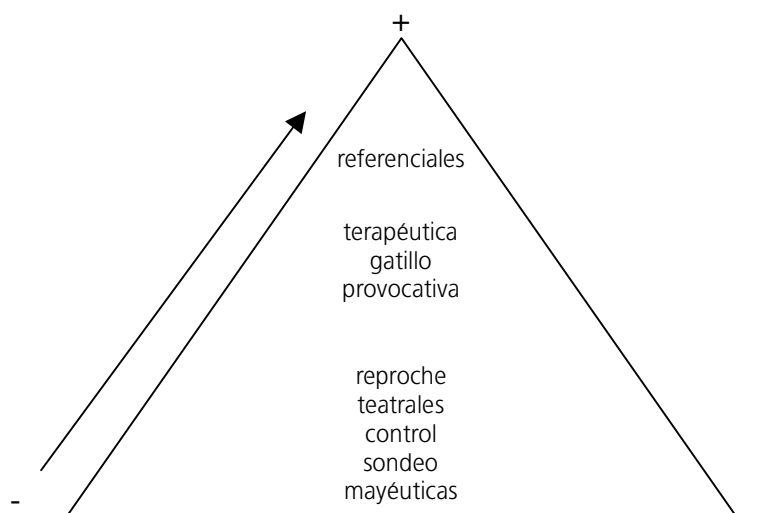 +
referenciales
terapéutica
gatillo
provocativa
reproche
teatrales
control
sondeo
mayéuticas
-